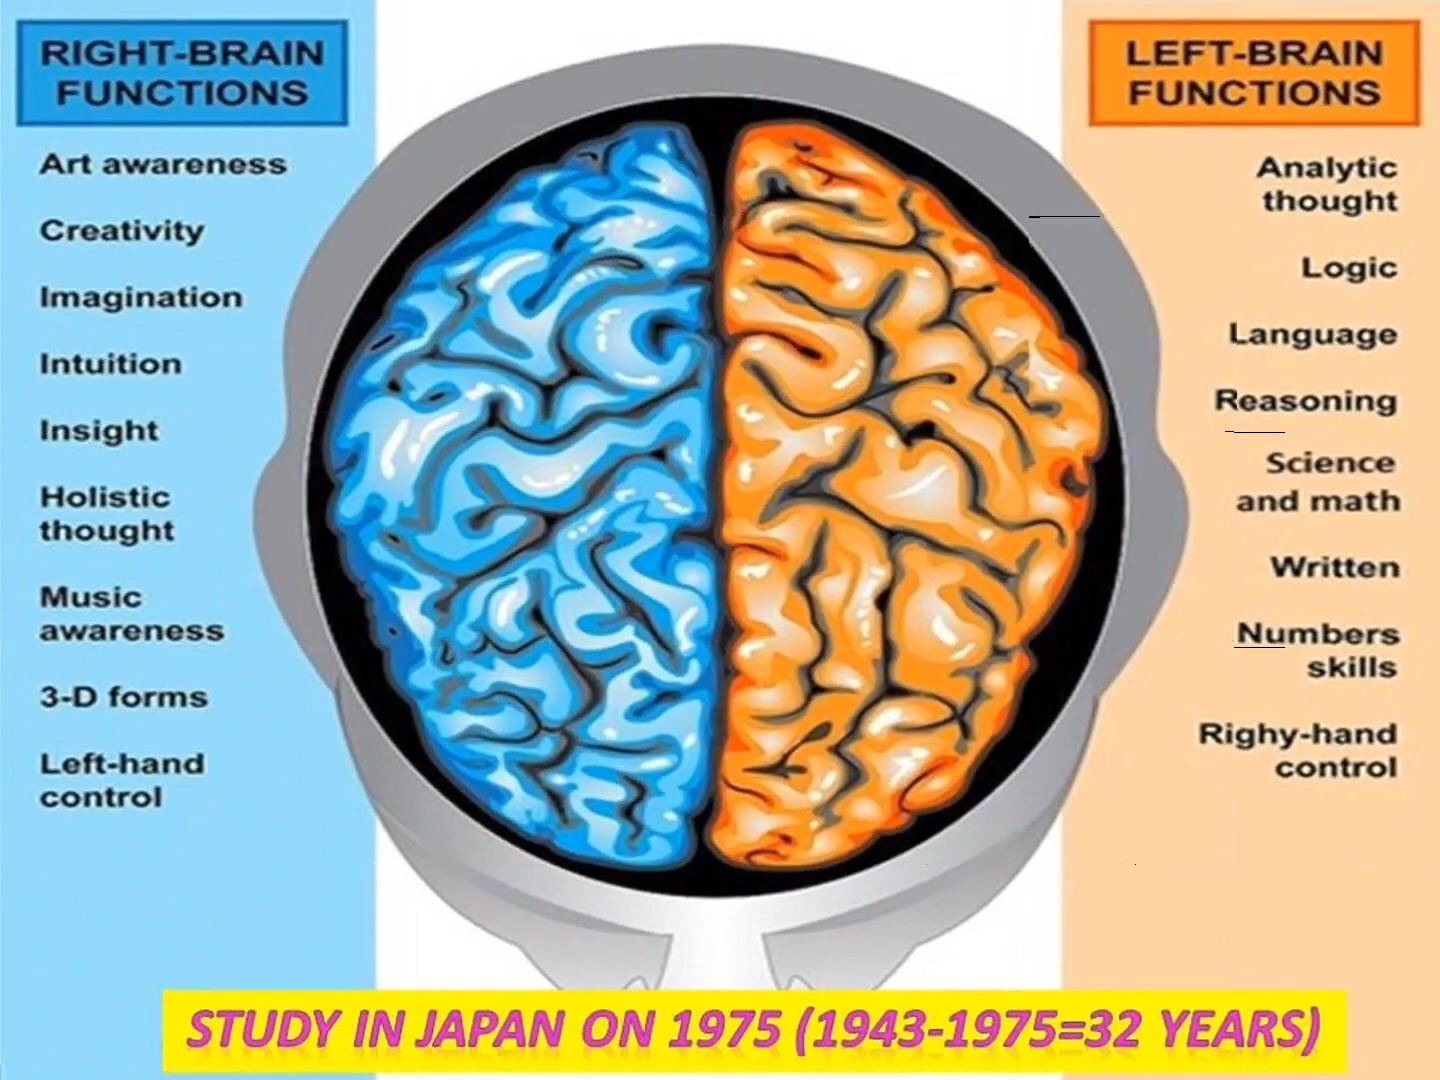 RIGHT-BRAIN
FUNCTIONS
Art awareness
Creativity
Imagination
Intuition
Insight
Holistic
thought
Music
awareness
3-D forms
Left-hand
control
LEFT-BRAIN
FUNCTIONS
Analytic
thought
Logic
Language
Reasoning
Science
and math
Written
Numbers
skills
Righy-hand
control
STUDY IN JAPAN ON 1975 (1943-1975=32 YEARS)